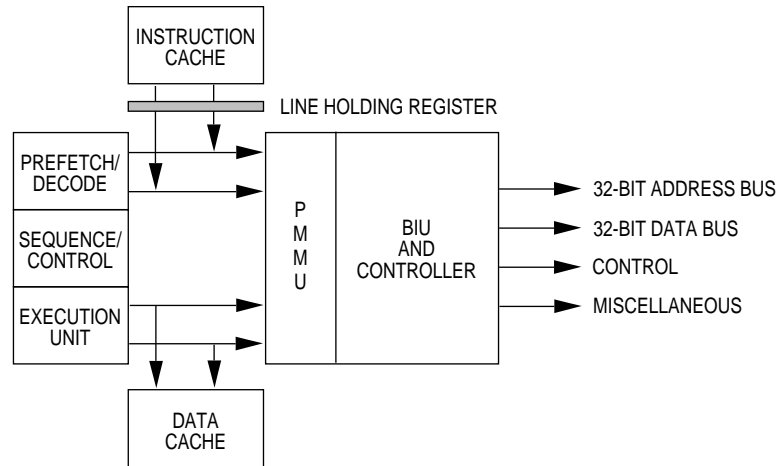 INSTRUCTION
CACHE
LINE HOLDING REGISTER
PREFETCH/
DECODE
SEQUENCE/
CONTROL
EXECUTION
UNIT
P
M
M
U
BIU
AND
CONTROLLER
32-BIT ADDRESS BUS
32-BIT DATA BUS
CONTROL
MISCELLANEOUS
DATA
CACHE